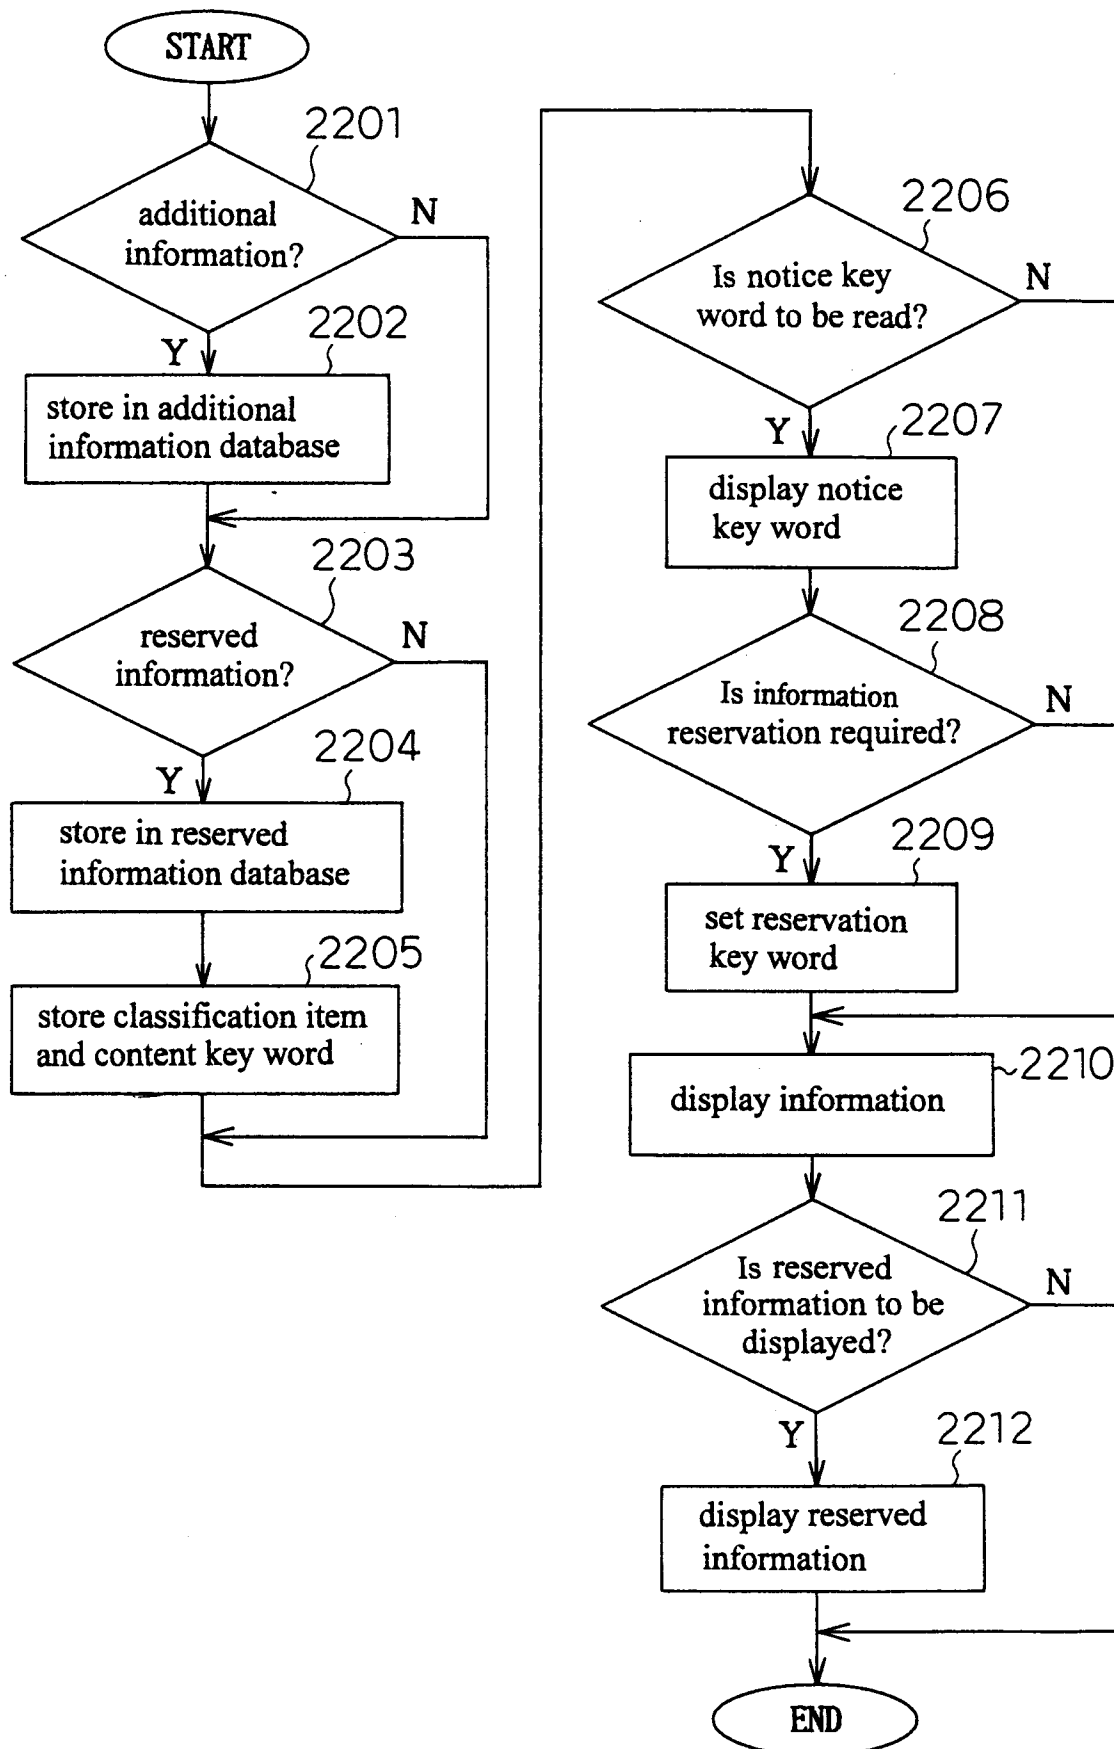 START
2201
additional
information?
N
Y
2202
store in additional
information database
2203
reserved
information?
N
Y
2204
store in reserved
information database
2205
store classification item
and content key word
2206
Is notice key
word to be read?
N
Y
2207
display notice
key word
2208
Is information
reservation required?
N
Y
2209
set reservation
key word
2210
display information
2211
Is reserved
information to be
displayed?
N
Y
2212
display reserved
information
END